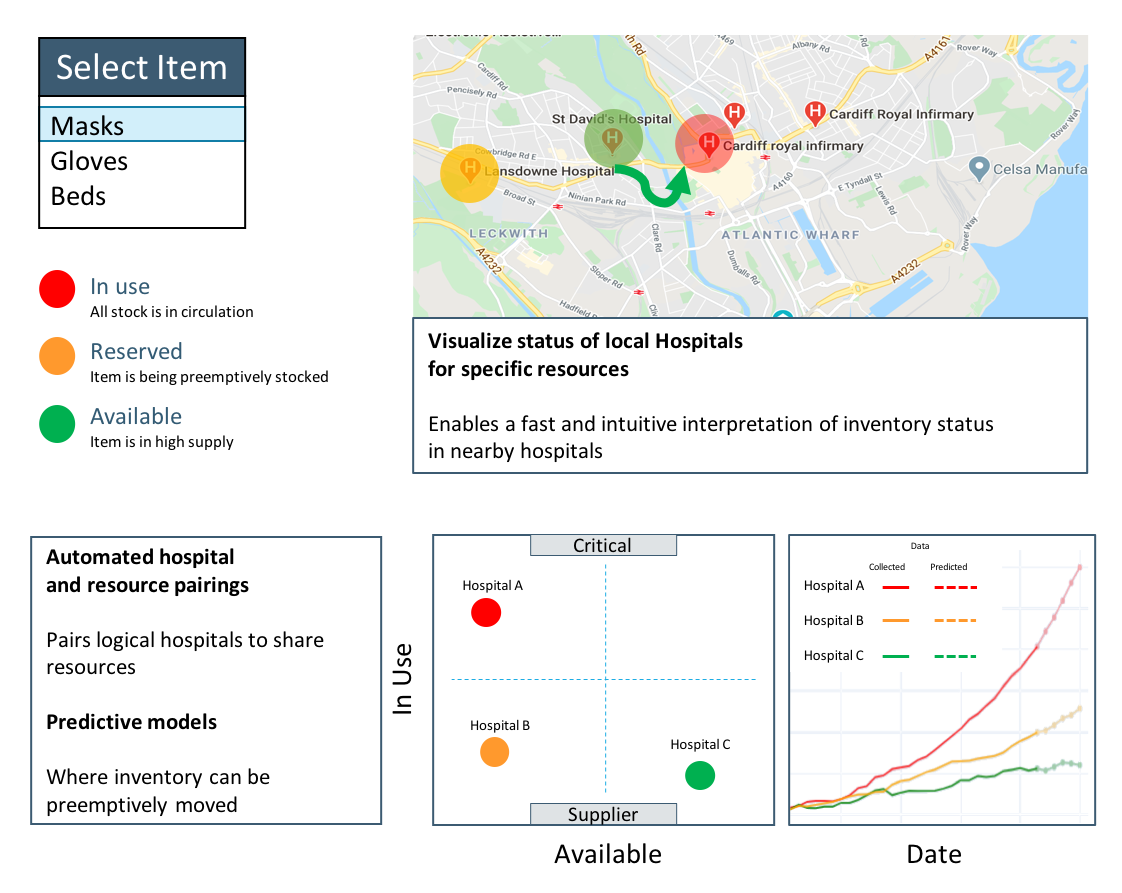 Select Item
Masks
Gloves
Beds
In use
All stock is in circulation
Reserved
Item is being preemptively stocked
Available
Item is in high supply
A469
Albany Rd
A4161
Rover Way
Cardiff Rd
Pencisely Rd
St David's Hospital
Cardiff Royal Infirmary
Rover Way
Cardiff royal infirmary
Cowbridge Rd E
Lansdowne Hospital
Celsa Manufa
A4160
E Tyndall St
Broad St
Ninian Park Rd
Lewis Rd
LECKWITH
Clare Rd
ATLANTIC WHARF
Rover Way
A4232
Sloper Rd
Dumballs Rd
A4232
Hadfield R
Cliv
Visualize status of local Hospitals
for specific resources
Enables a fast and intuitive interpretation of inventory status
in nearby hospitals
Automated hospital
and resource pairings
Pairs logical hospitals to share
resources
Predictive models
Where inventory can be
preemptively moved
Critical
Hospital A
In Use
Hospital B
Hospital C
Supplier
Available
Data
Collected Predicted
Hospital A
Hospital B
Hospital C
Date